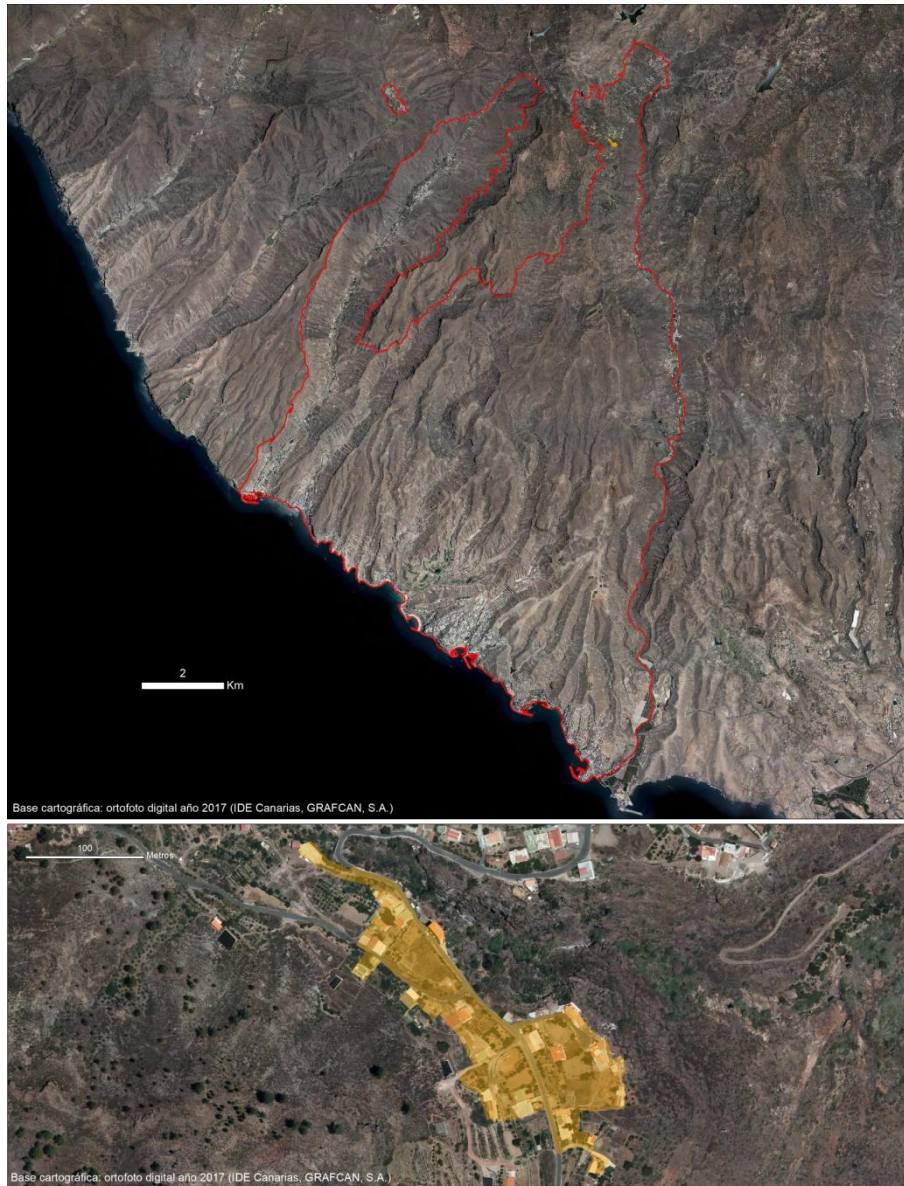 2
Km
Base cartográfica: ortofoto digital año 2017 (IDE Canarias, GRAFCAN, S.A.)
100
Metros
Base cartográfica: ortofoto digital año 2017 (IDE Canarias, GRAFCAN, S.A.)